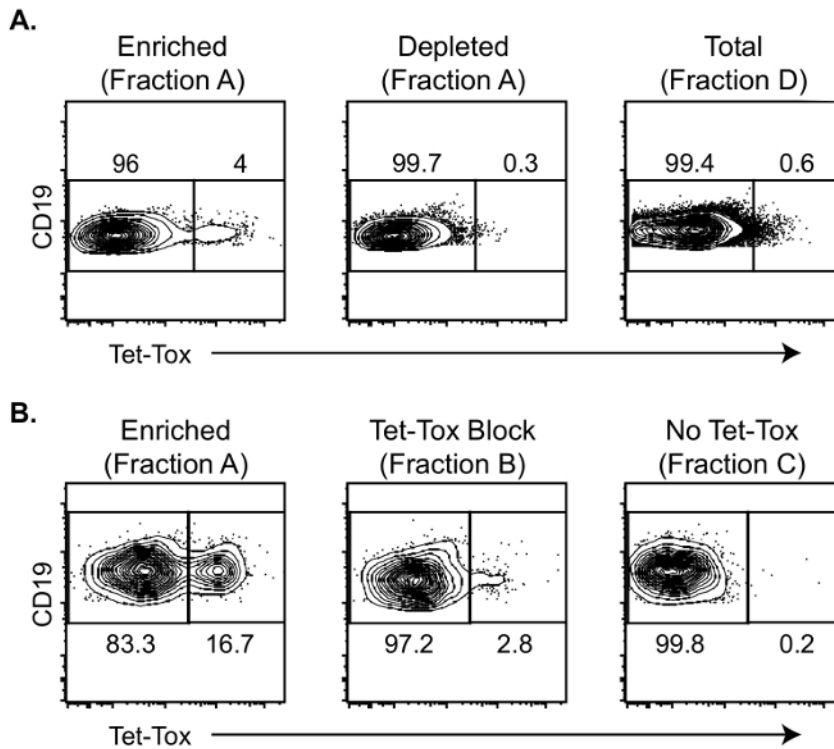 A.
Enriched
(Fraction A)
Depleted
(Fraction A)
Total
(Fraction D)
96
4
99.7
0.3
99.4
0.6
CD19
Tet-Tox
B.
Enriched
(Fraction A)
Tet-Tox Block
(Fraction B)
No Tet-Tox
(Fraction C)
CD19
83.3
16.7
97.2
2.8
99.8
0.2
Tet-Tox